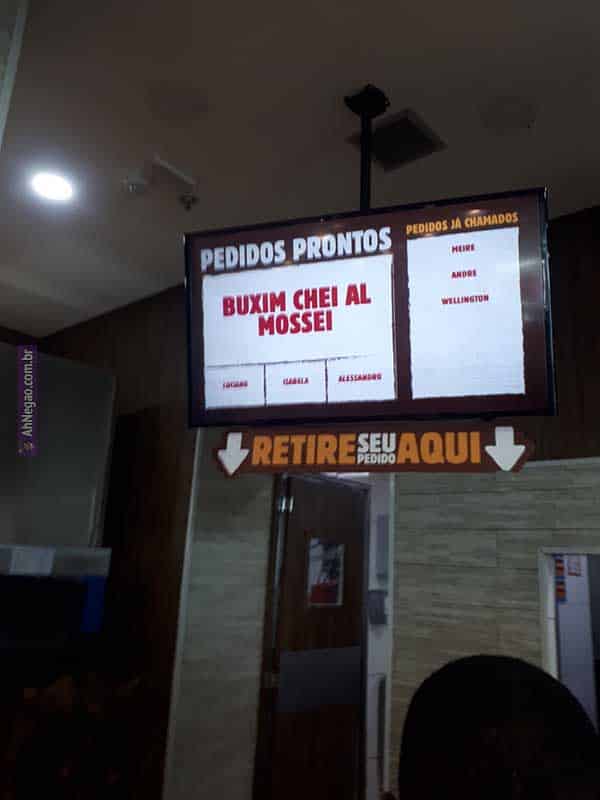 PEDIDOS PRONTOS
BUXIM CHEI AL
MOSSEI
LUCIANO
ISABELA
ALESSANDRO
PEDIDOS JÁ CHAMADOS
MEIRE
ANDRE
WELLINGTON
RETIRE SEU PEDIDO AQUI
AhNegao.com.br